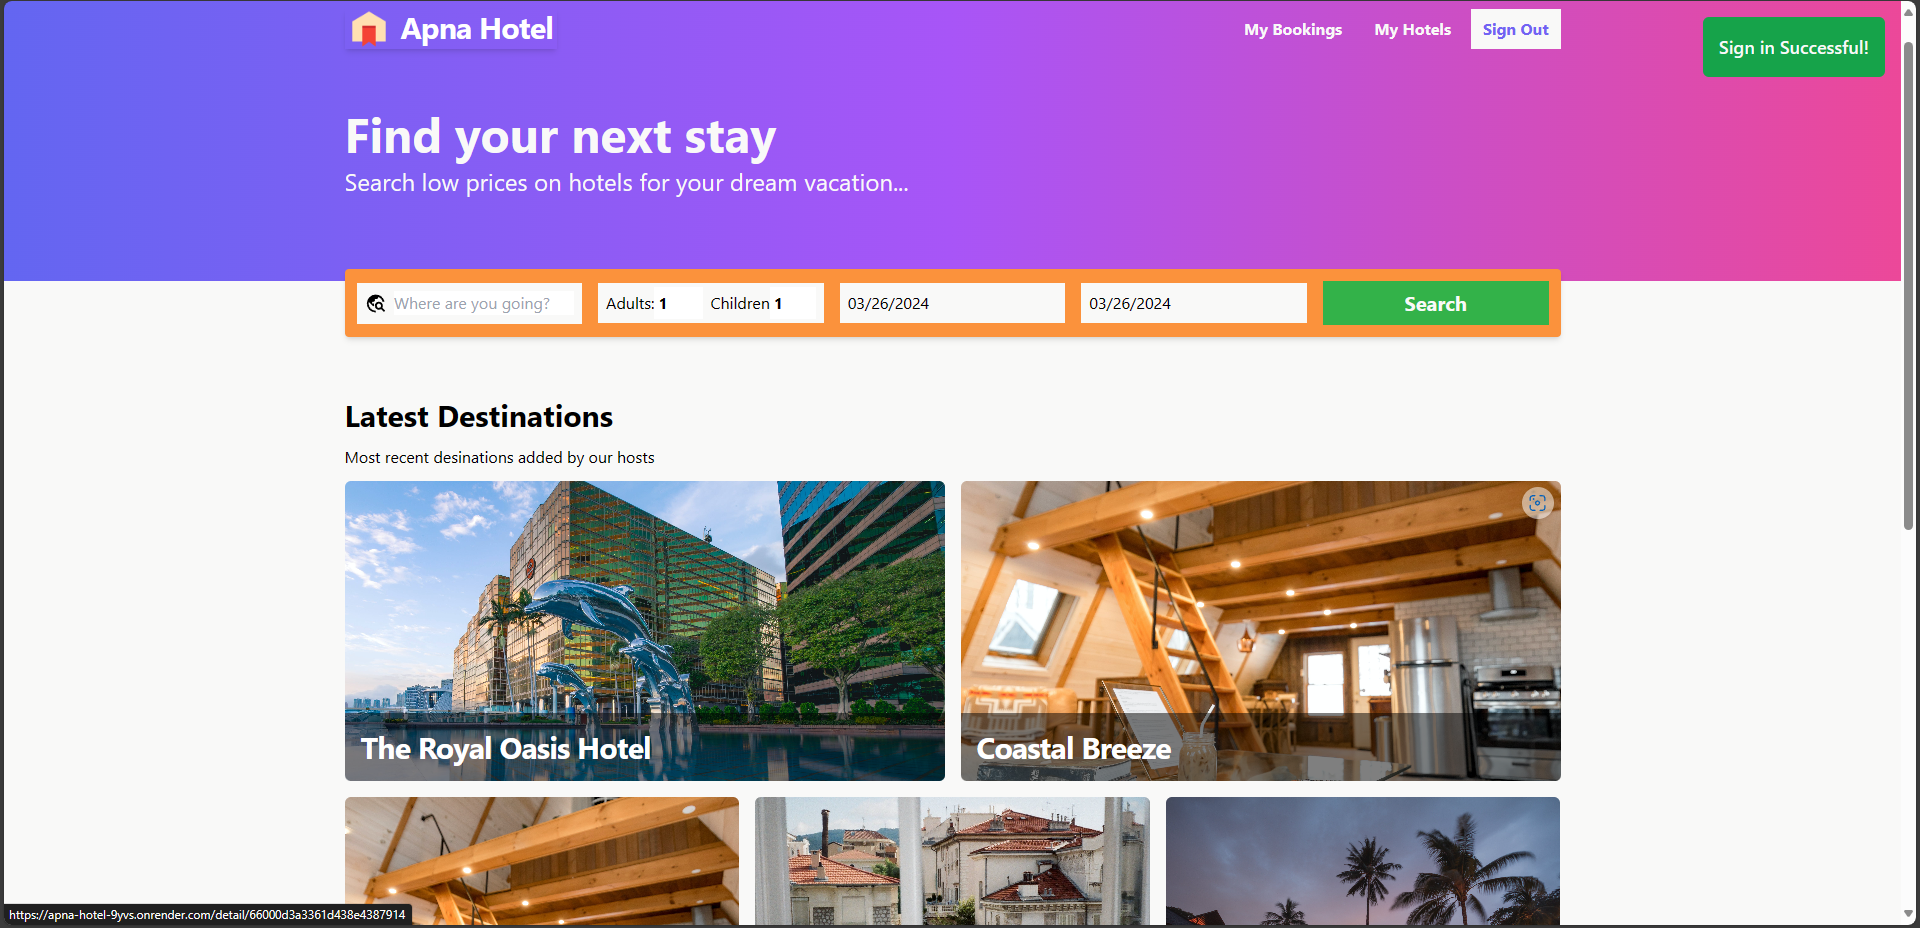 Apna Hotel
My Bookings
My Hotels
Sign Out
Sign in Successful!
Find your next stay
Search low prices on hotels for your dream vacation...
Where are you going?
Adults: 1
Children 1
03/26/2024
03/26/2024
Search
Latest Destinations
Most recent desinations added by our hosts
The Royal Oasis Hotel
Coastal Breeze
https://apna-hotel-9yvs.onrender.com/detail/66000d3a3361d438e4387914